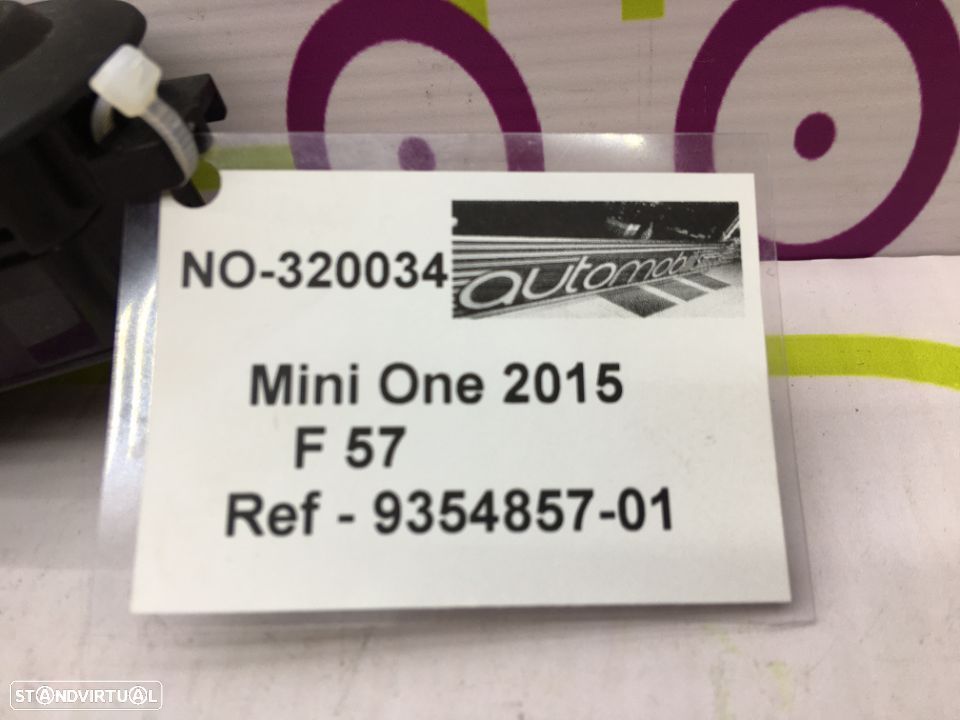 NO-320034
automob
Mini One 2015
F 57
Ref - 9354857-01
STANDVIRTUAL